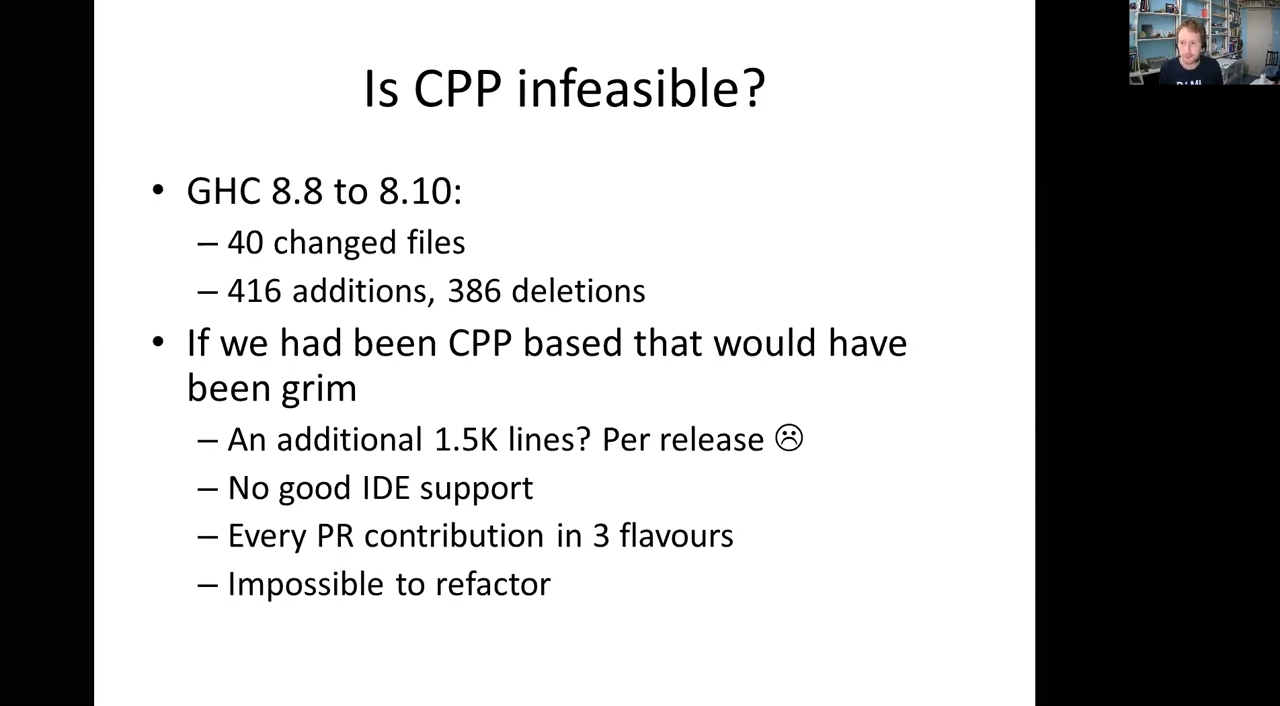 Is CPP infeasible?
• GHC 8.8 to 8.10:
– 40 changed files
– 416 additions, 386 deletions
• If we had been CPP based that would have
been grim
– An additional 1.5K lines? Per release ☹
– No good IDE support
– Every PR contribution in 3 flavours
– Impossible to refactor